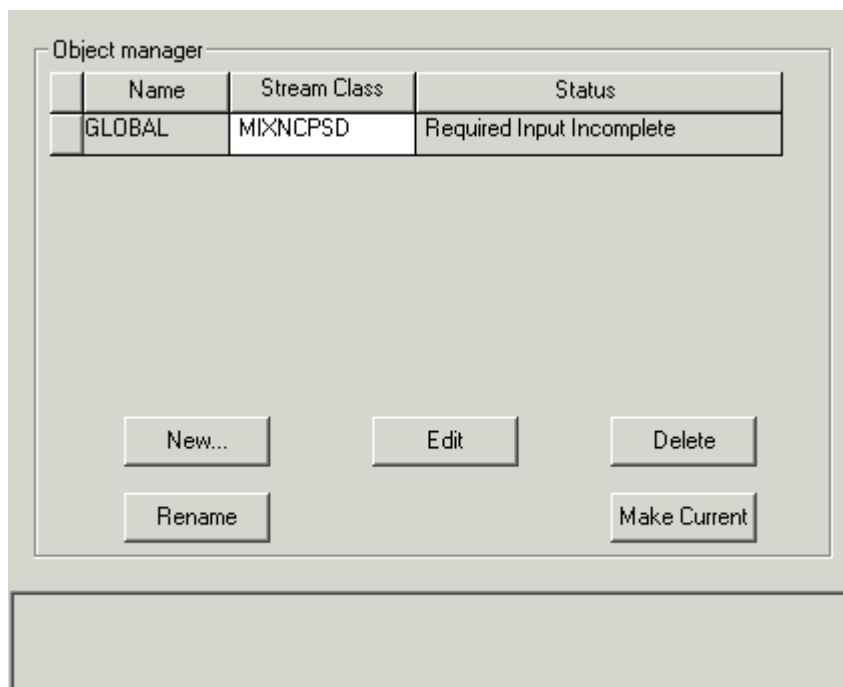 Object manager
Name Stream Class Status
GLOBAL MIXNCPSD Required Input Incomplete
New... Edit Delete
Rename Make Current